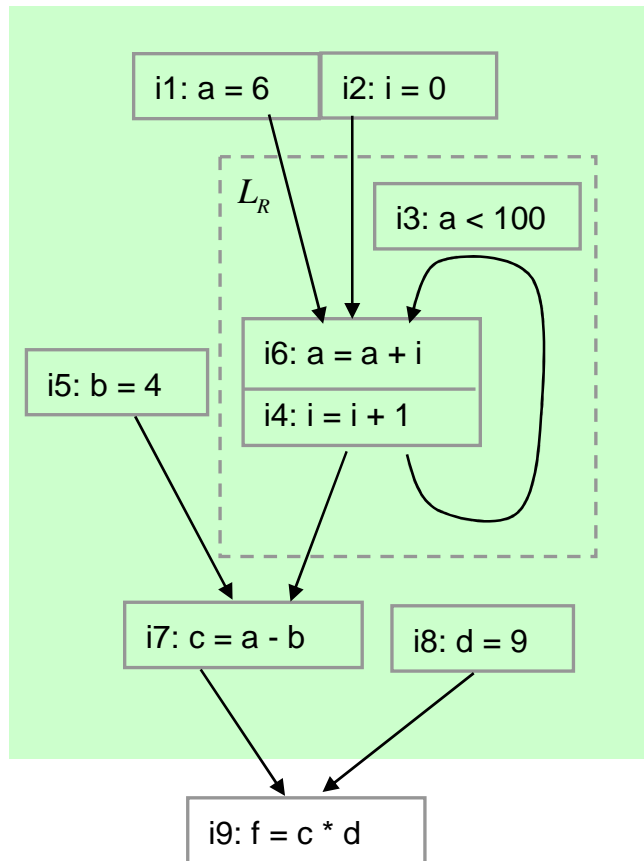 i1: a = 6
i2: i = 0
L_R
i3: a < 100
i6: a = a + i
i5: b = 4
i4: i = i + 1
i7: c = a - b
i8: d = 9
i9: f = c * d